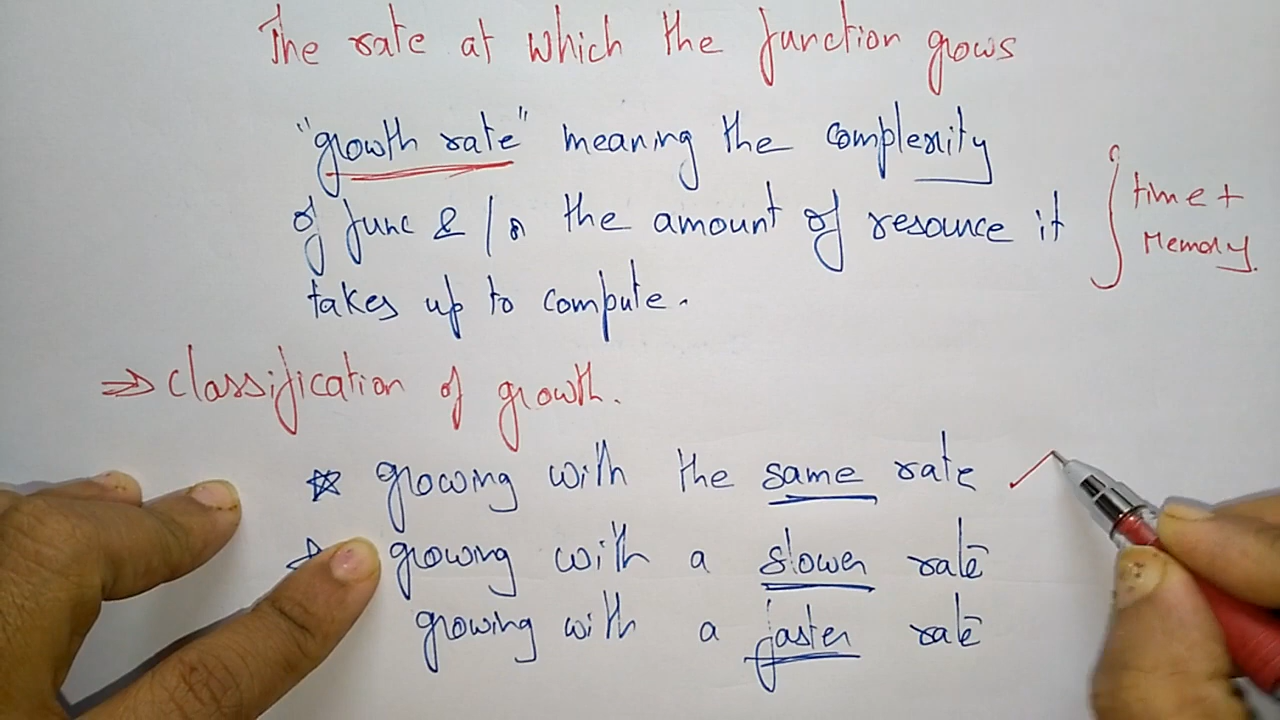 The rate at which the function grows
"growth rate" meaning the complexity
of func & / or the amount of resource it
takes up to compute.
time +
Memory.
⇒ classification of growth.
☆ growing with the same rate ✓
☆ growing with a slower rate
growing with a faster rate